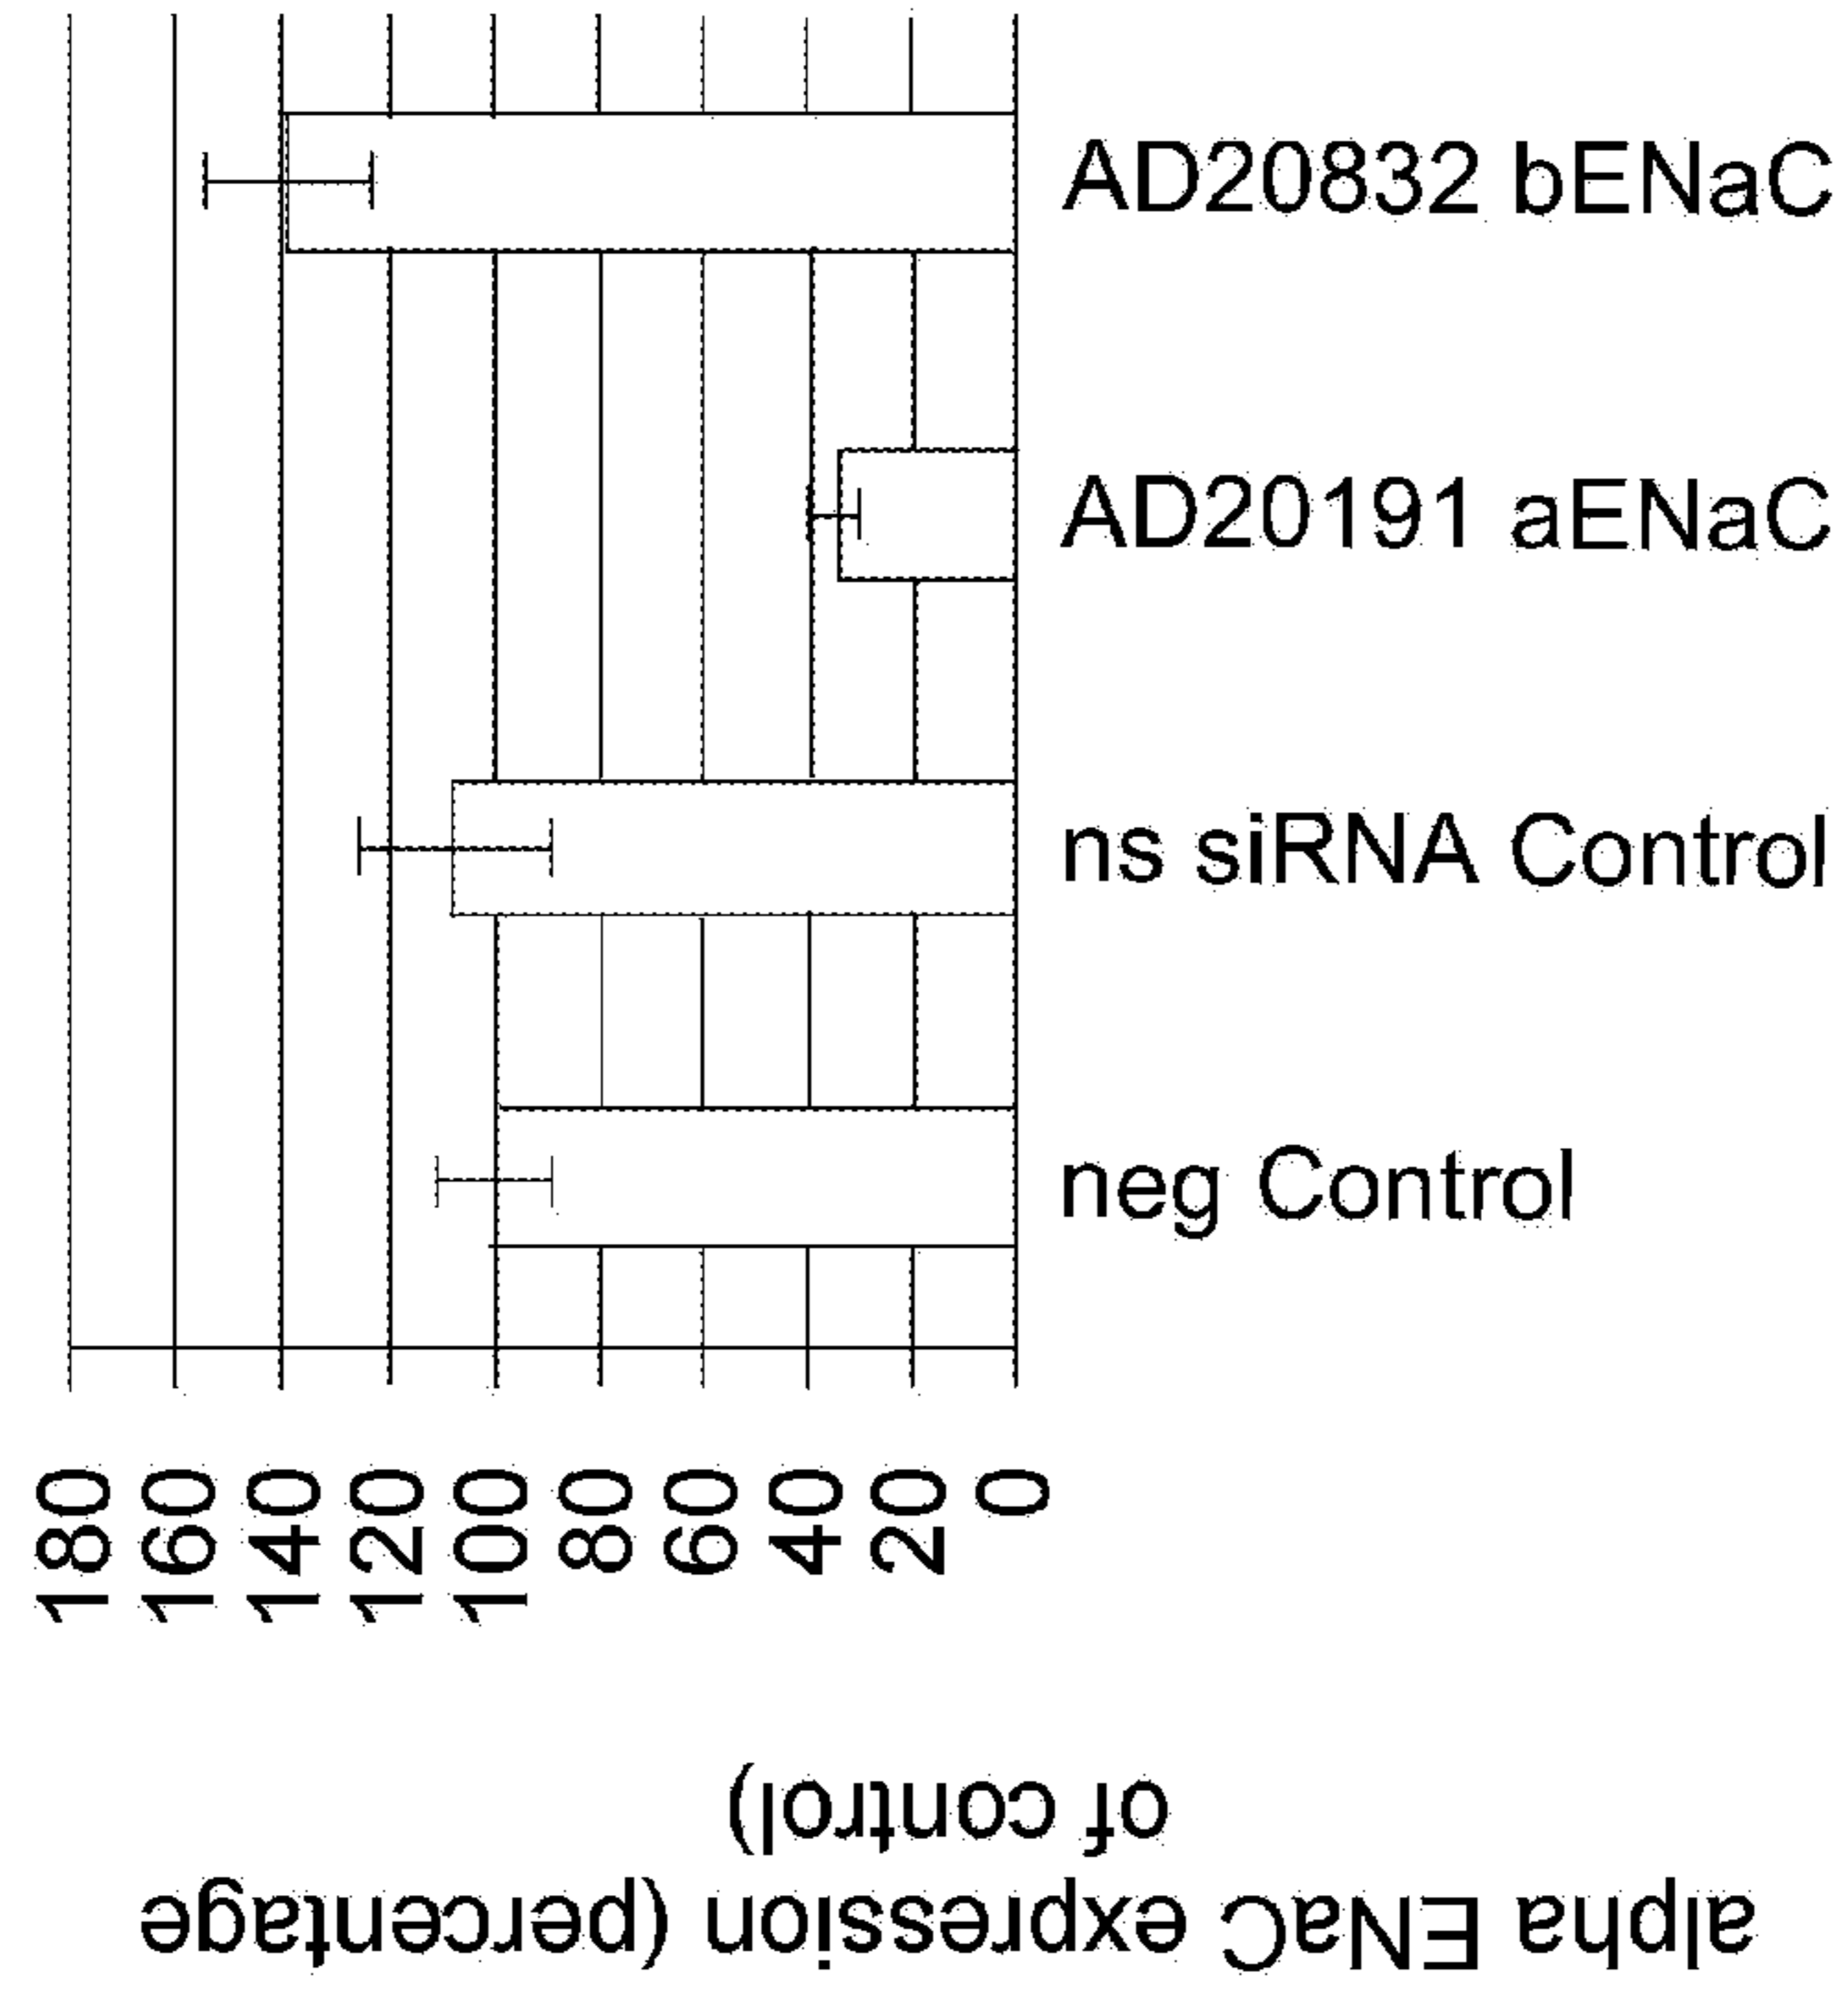 AD20832 bENaC
AD20191 aENaC
ns siRNA Control
neg Control
180
160
140
120
100
80
60
40
20
0
alpha ENaC expression (percentage
of control)